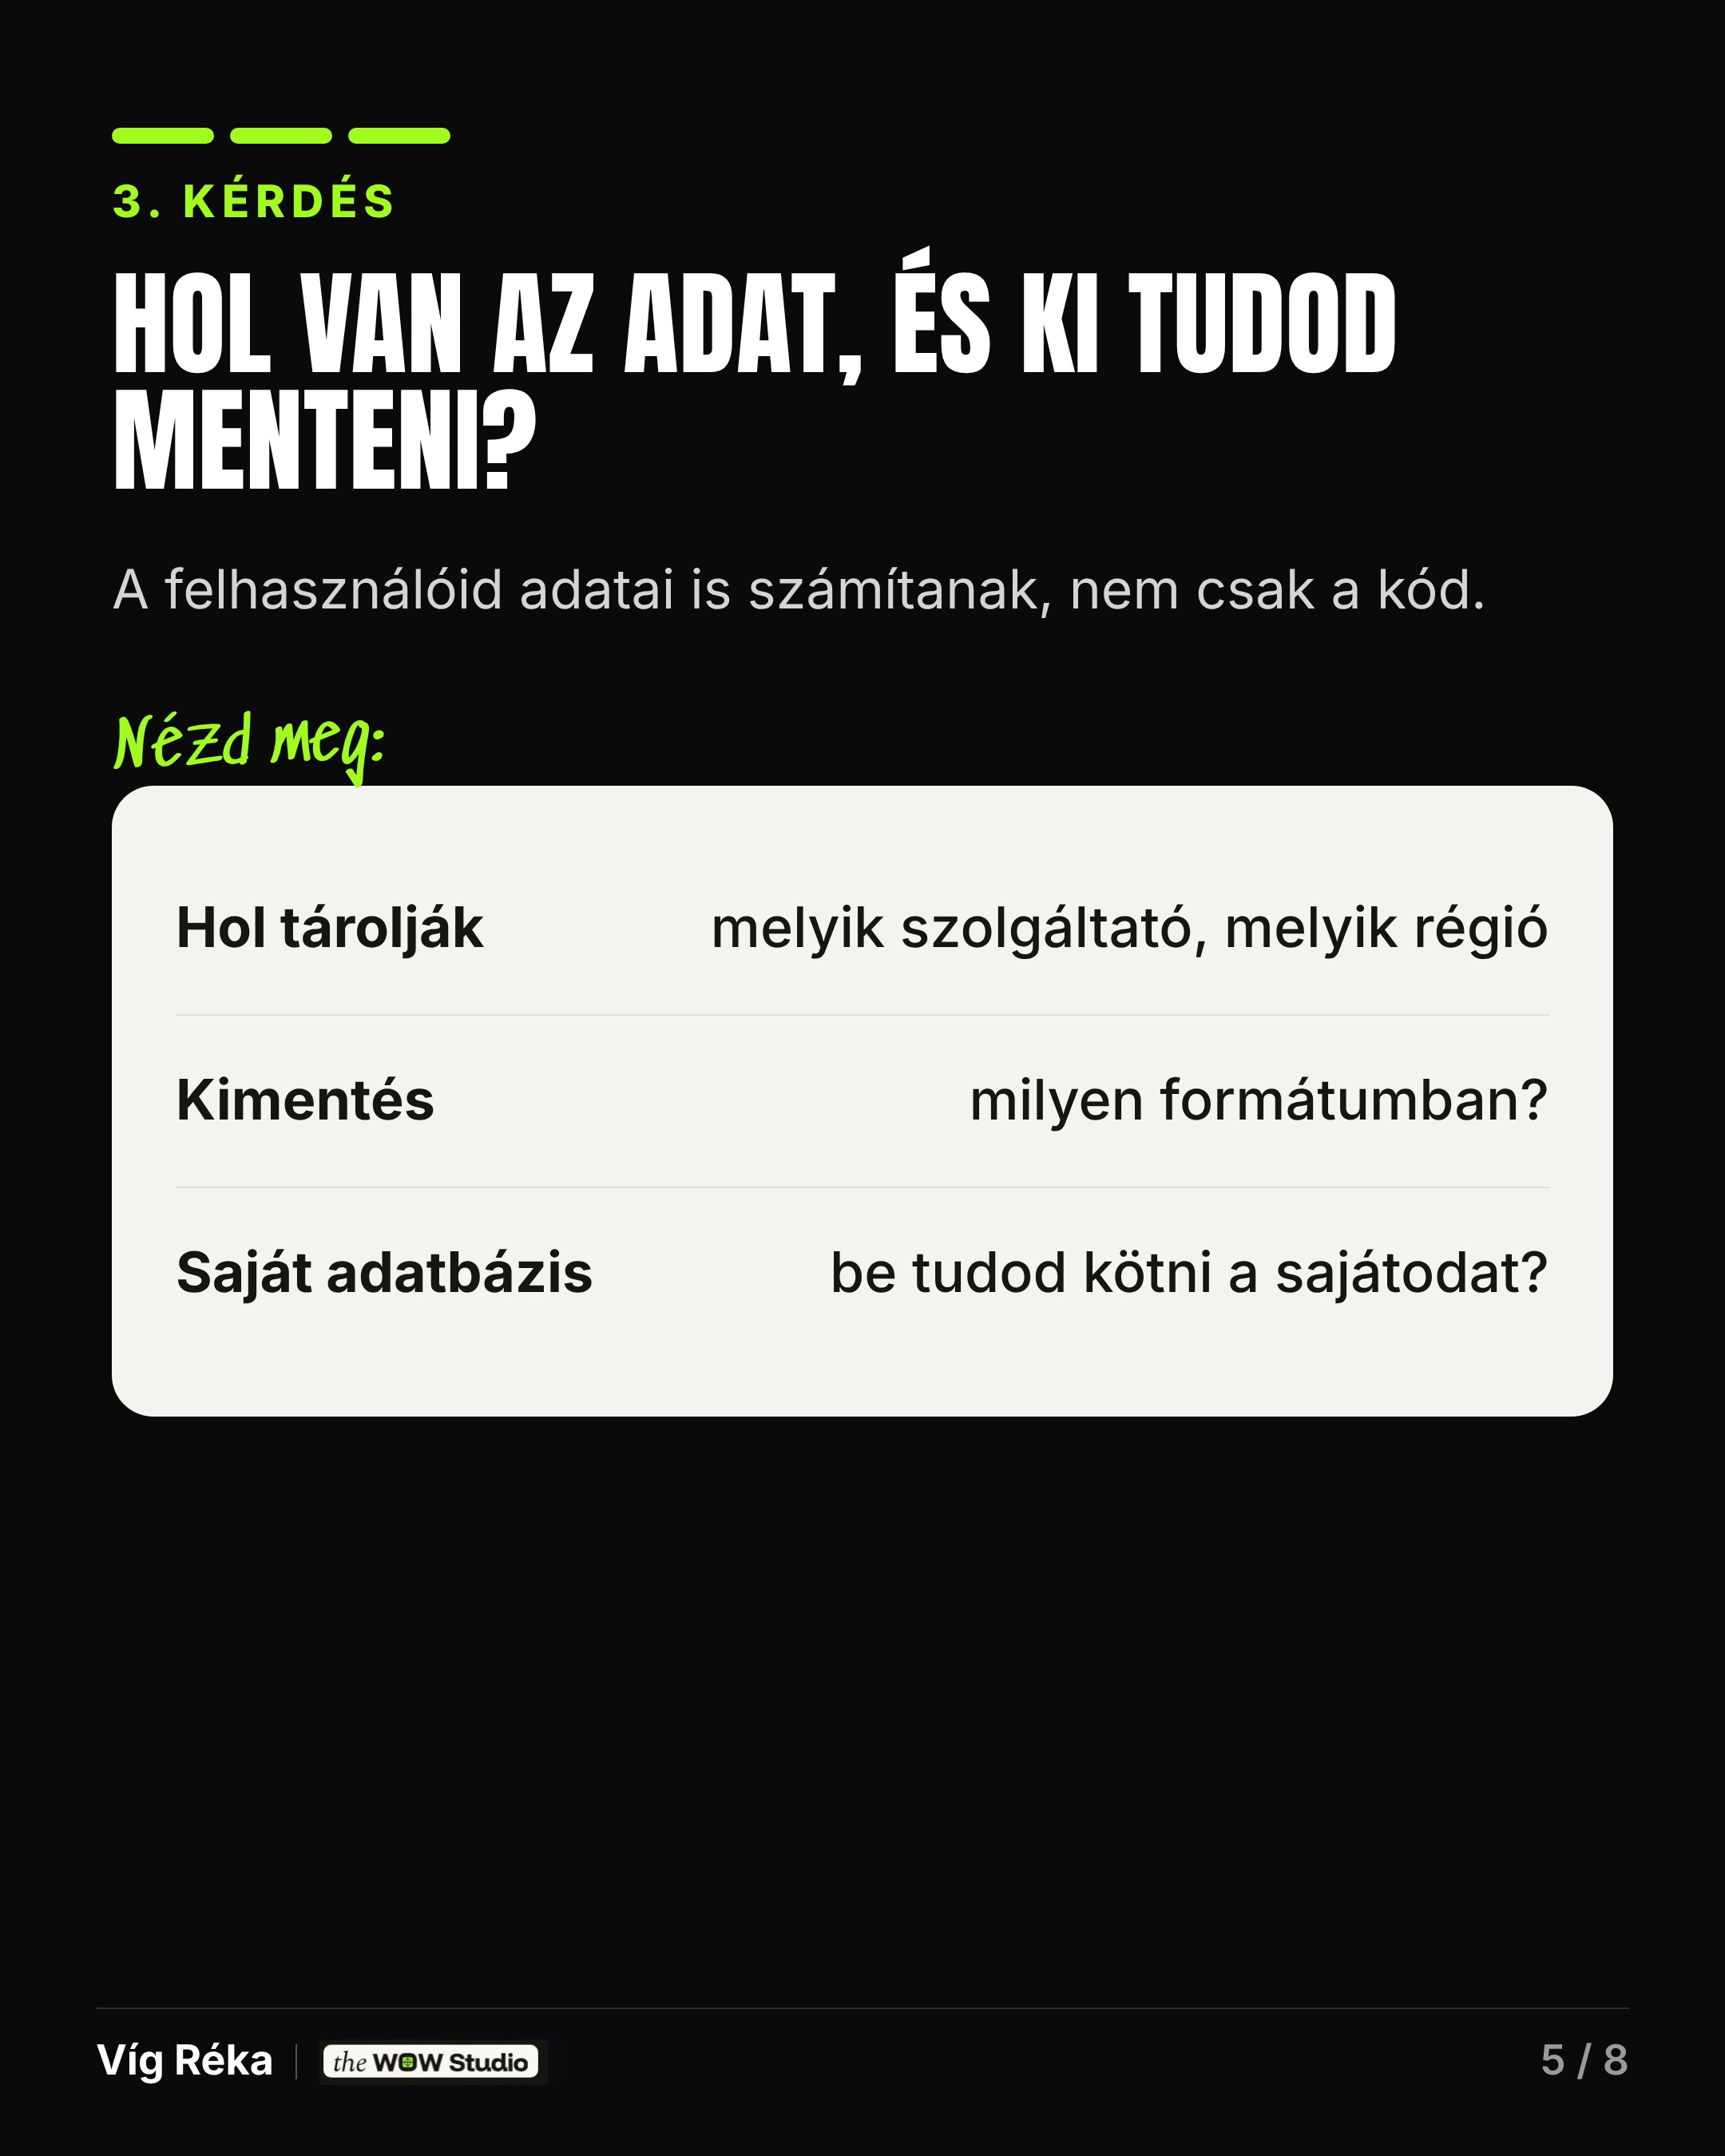 3. KÉRDÉS
HOL VAN AZ ADAT, ÉS KI TUDOD
MENTENI?
A felhasználóid adatai is számítanak, nem csak a kód.
Nézd meg:
Hol tárolják melyik szolgáltató, melyik régió
Kimentés milyen formátumban?
Saját adatbázis be tudod kötni a sajátodat?
Víg Réka the WOW Studio 5 / 8